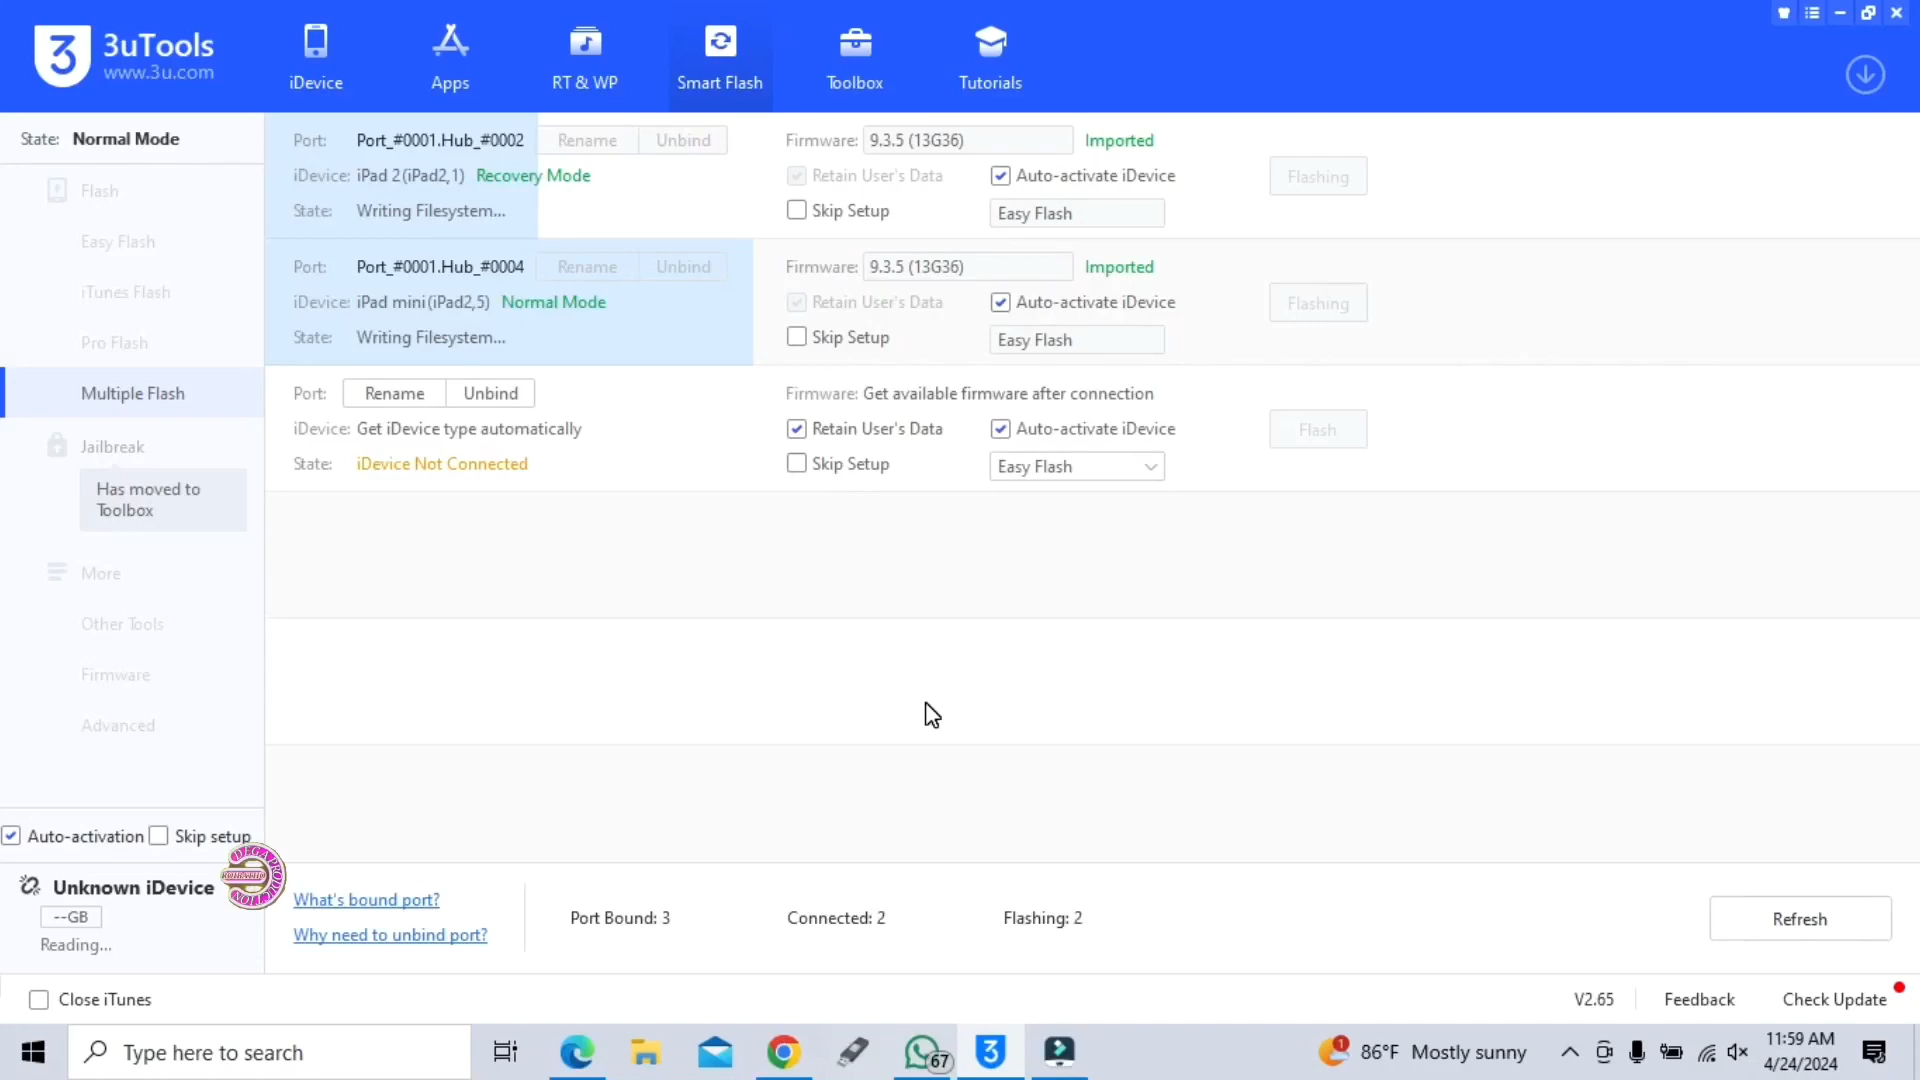 3uTools
www.3u.com
iDevice
Apps
RT & WP
Smart Flash
Toolbox
Tutorials
State: Normal Mode
Flash
Easy Flash
iTunes Flash
Pro Flash
Multiple Flash
Jailbreak
Has moved to
Toolbox
More
Other Tools
Firmware
Advanced
Auto-activation Skip setup
Unknown iDevice
--GB
Reading...
Port: Port_#0001.Hub_#0002 Rename Unbind Firmware: 9.3.5 (13G36) Imported
iDevice: iPad 2(iPad2,1) Recovery Mode Retain User's Data Auto-activate iDevice Flashing
State: Writing Filesystem... Skip Setup Easy Flash
Port: Port_#0001.Hub_#0004 Rename Unbind Firmware: 9.3.5 (13G36) Imported
iDevice: iPad mini(iPad2,5) Normal Mode Retain User's Data Auto-activate iDevice Flashing
State: Writing Filesystem... Skip Setup Easy Flash
Port: Rename Unbind Firmware: Get available firmware after connection
iDevice: Get iDevice type automatically Retain User's Data Auto-activate iDevice Flash
State: iDevice Not Connected Skip Setup Easy Flash
What's bound port?
Why need to unbind port?
Port Bound: 3 Connected: 2 Flashing: 2 Refresh
Close iTunes V2.65 Feedback Check Update
Type here to search
67
3
1
86°F Mostly sunny
11:59 AM
4/24/2024